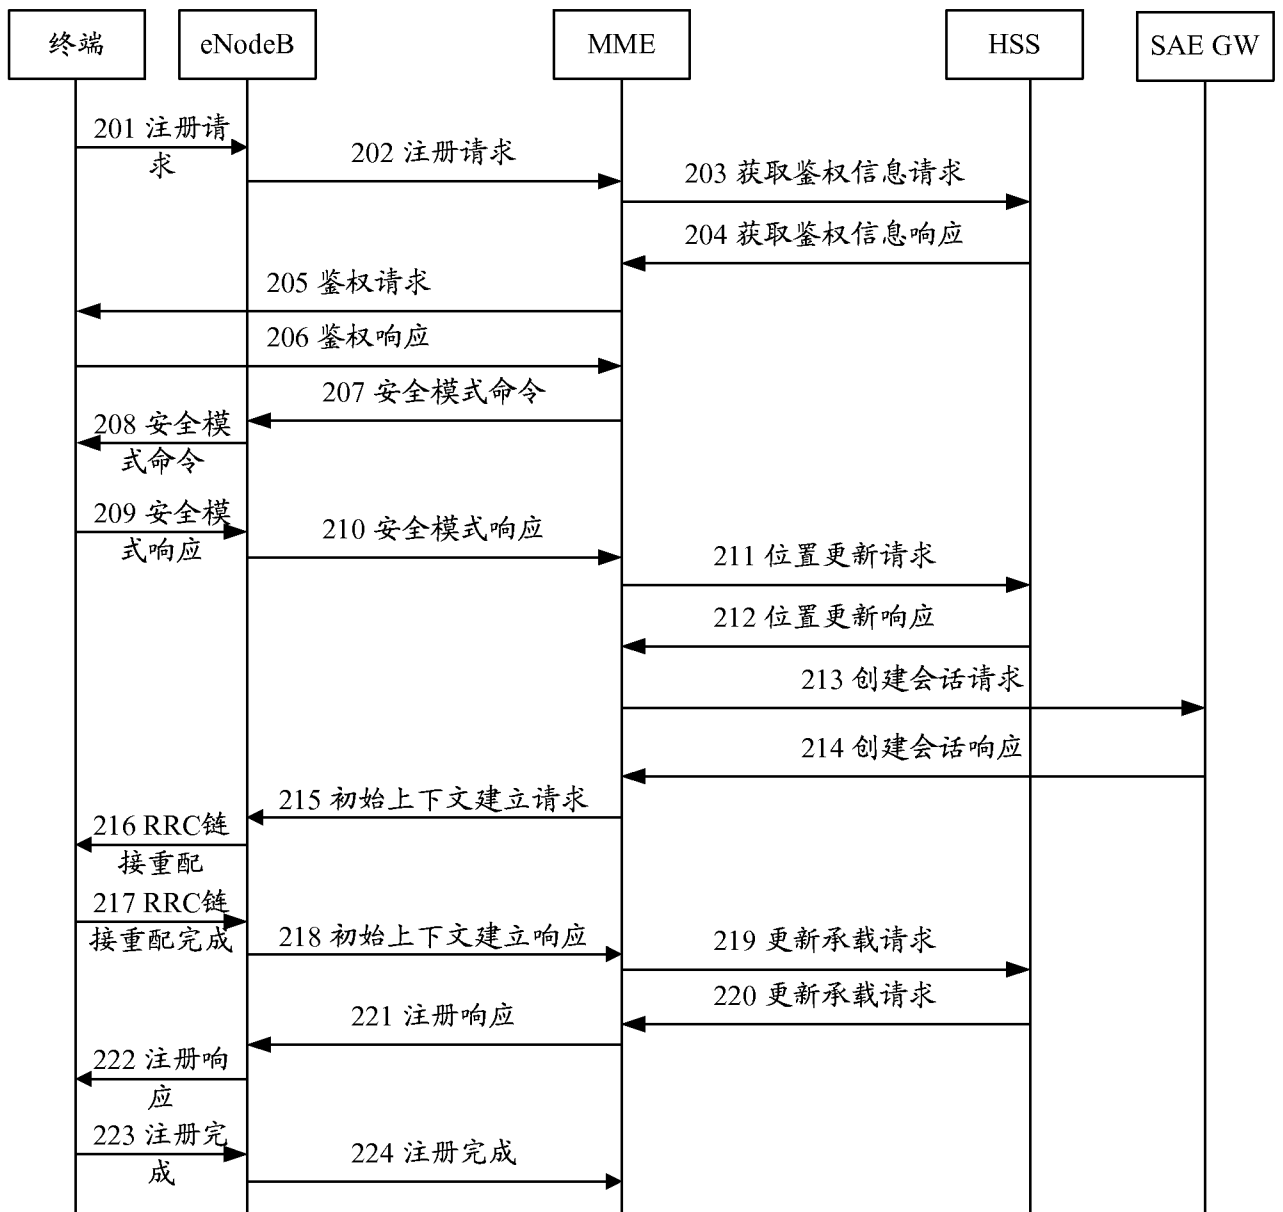 终端
eNodeB
MME
HSS
SAE GW
201 注册请
求
202 注册请求
203 获取鉴权信息请求
204 获取鉴权信息响应
205 鉴权请求
206 鉴权响应
207 安全模式命令
208 安全模
式命令
209 安全模
式响应
210 安全模式响应
211 位置更新请求
212 位置更新响应
213 创建会话请求
214 创建会话响应
215 初始上下文建立请求
216 RRC链
接重配
217 RRC链
接重配完成
218 初始上下文建立响应
219 更新承载请求
220 更新承载请求
221 注册响应
222 注册响
应
223 注册完
成
224 注册完成